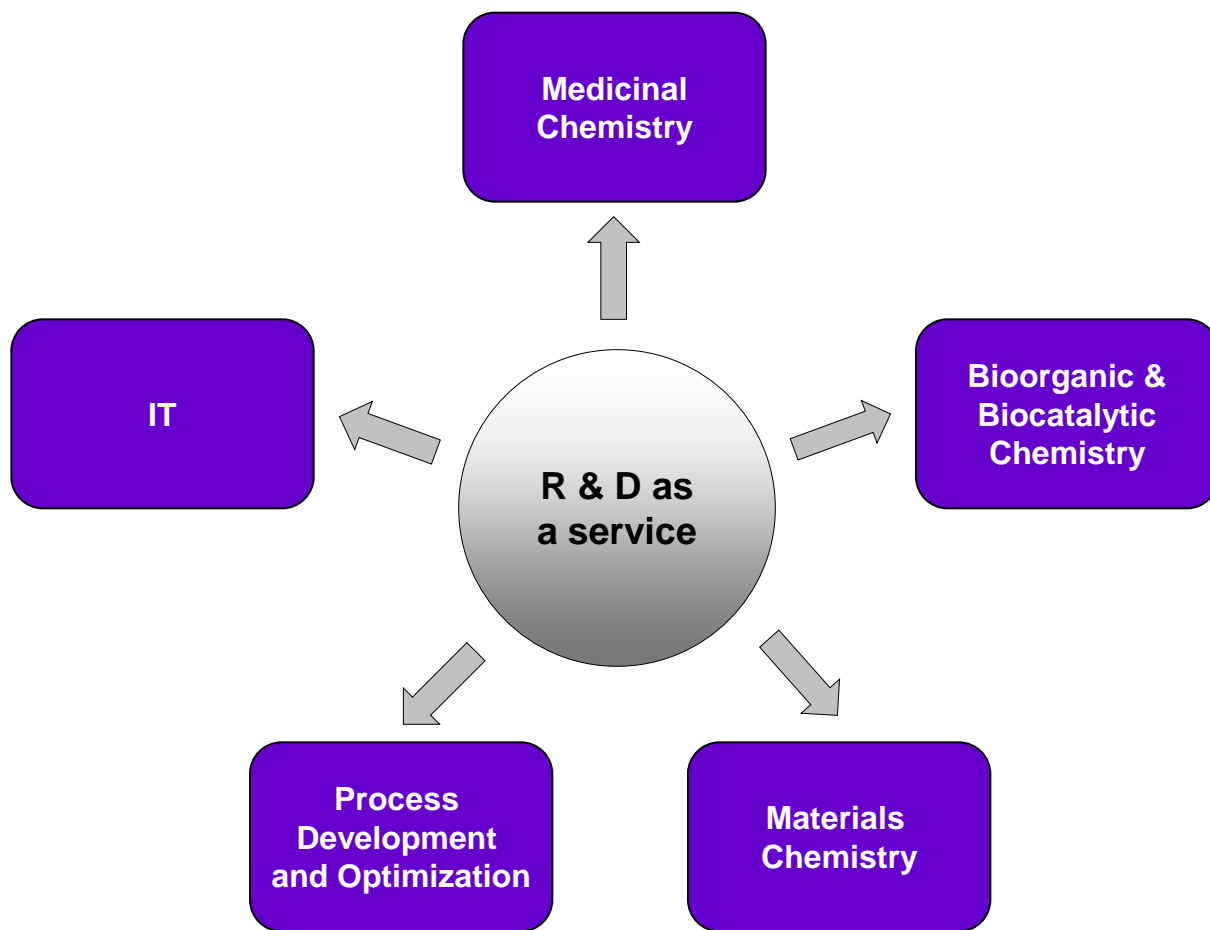 Medicinal
Chemistry
IT
Bioorganic &
Biocatalytic
Chemistry
R & D as
a service
Process
Development
and Optimization
Materials
Chemistry